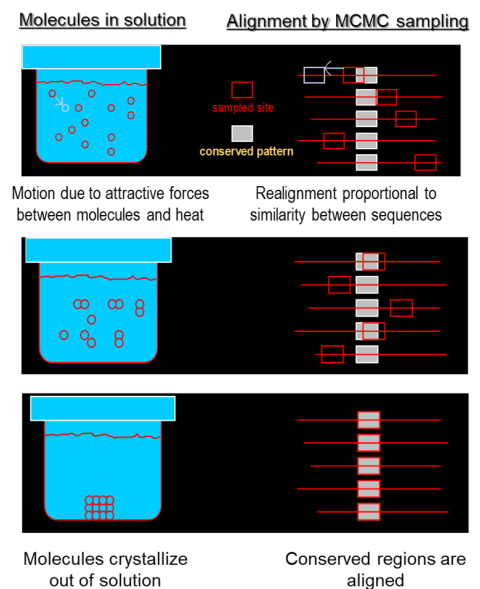 Molecules in solution
Alignment by MCMC sampling
sampled site
conserved pattern
Motion due to attractive forces
between molecules and heat
Realignment proportional to
similarity between sequences
Molecules crystallize
out of solution
Conserved regions are
aligned